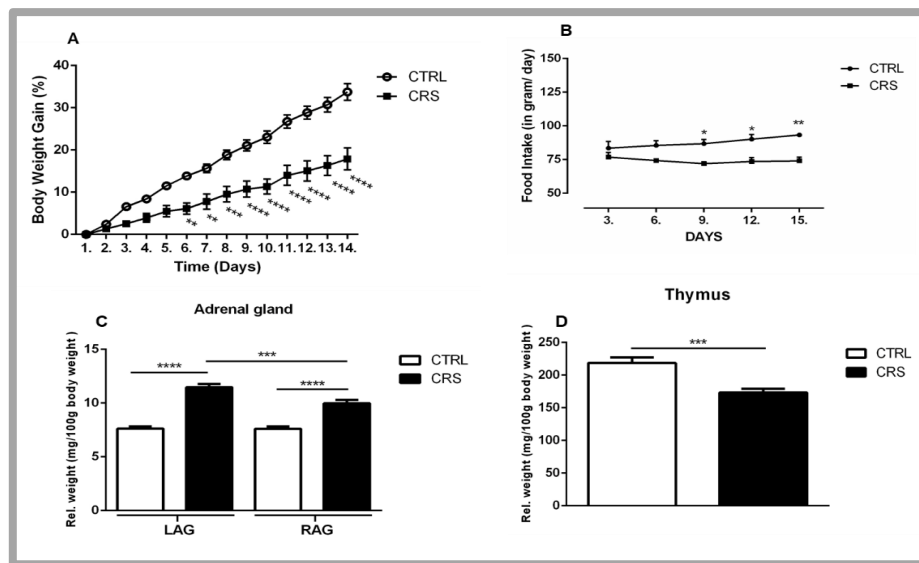 A
Body Weight Gain (%)
40
30
20
10
0
1. 2. 3. 4. 5. 6. 7. 8. 9. 10. 11. 12. 13. 14.
Time (Days)
CTRL
CRS
** ** *** **** **** **** **** **** ****
B
Food Intake (in gram/ day)
150
125
100
75
50
* * **
3. 6. 9. 12. 15.
DAYS
CTRL
CRS
C
Adrenal gland
Rel. weight (mg/100g body weight )
15
10
5
0
**** *** ****
LAG RAG
CTRL
CRS
Thymus
D
Rel. weight (mg/100g body weight)
250
200
150
100
50
0
***
CTRL
CRS